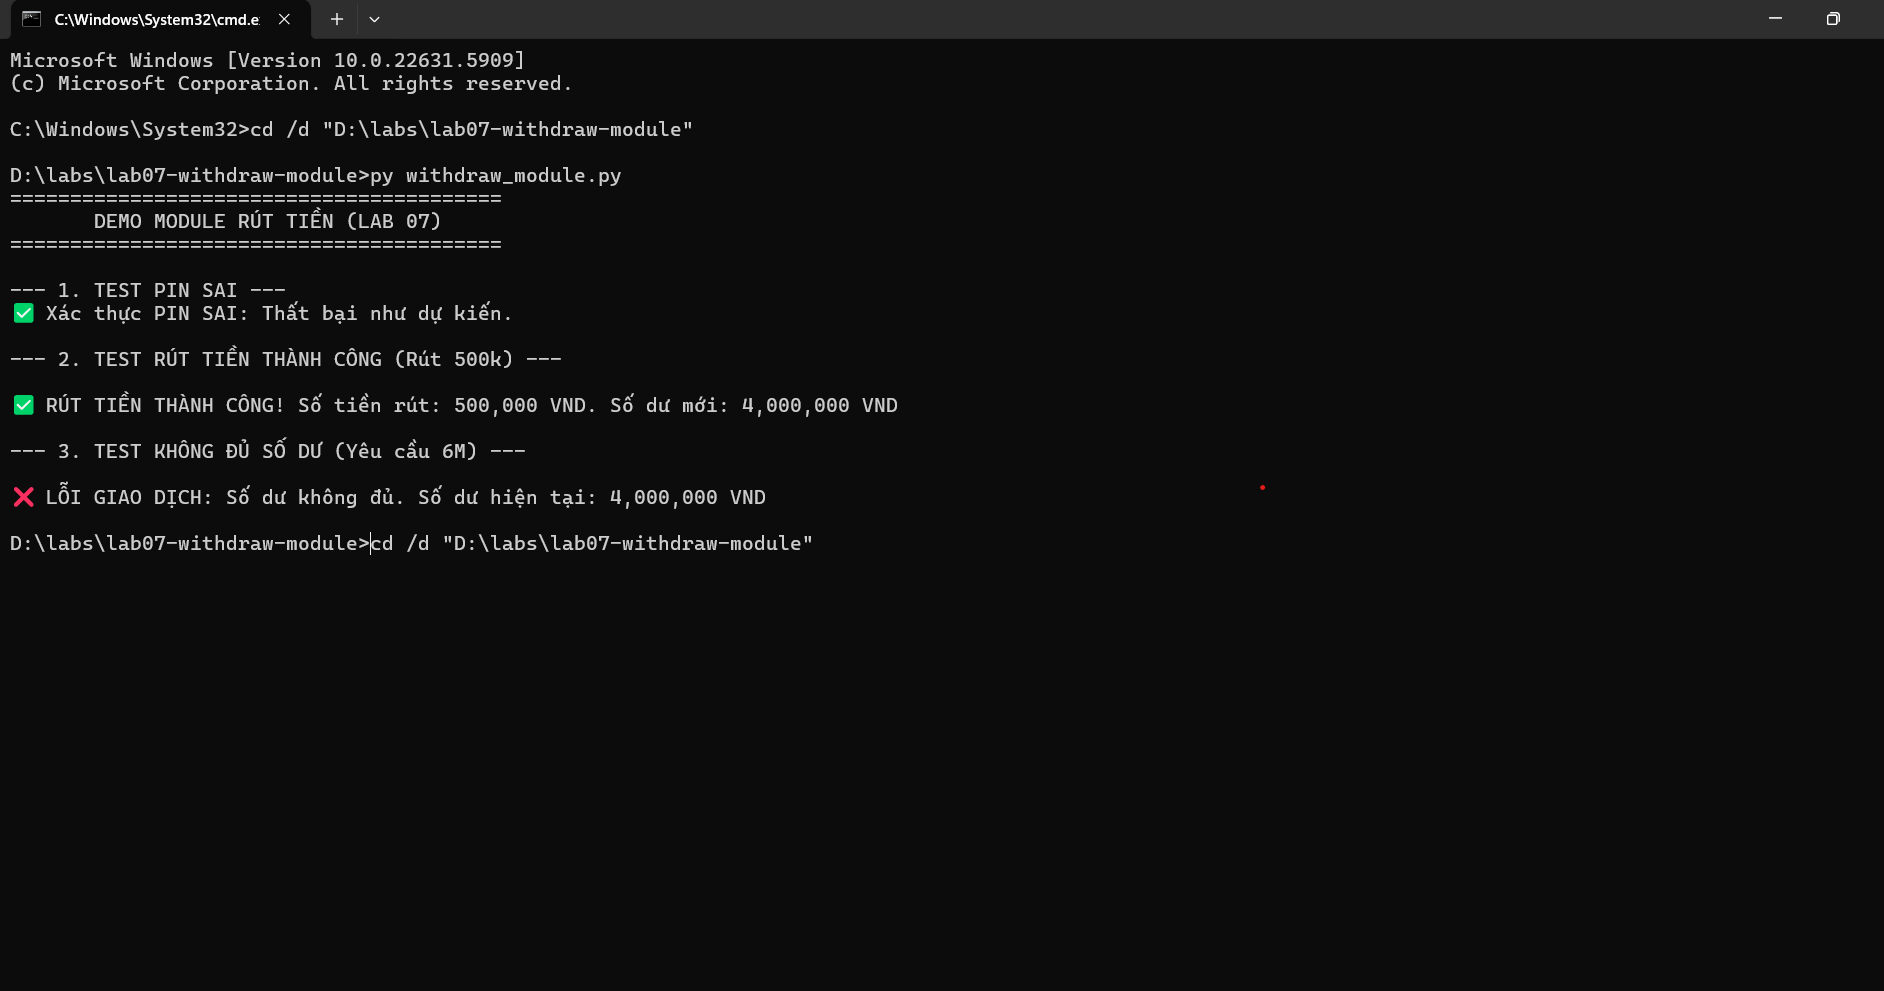 C:\Windows\System32\cmd.e
Microsoft Windows [Version 10.0.22631.5909]
(c) Microsoft Corporation. All rights reserved.
C:\Windows\System32>cd /d "D:\labs\lab07-withdraw-module"
D:\labs\lab07-withdraw-module>py withdraw_module.py
=========================================
DEMO MODULE RÚT TIỀN (LAB 07)
=========================================
--- 1. TEST PIN SAI ---
✅ Xác thực PIN SAI: Thất bại như dự kiến.
--- 2. TEST RÚT TIỀN THÀNH CÔNG (Rút 500k) ---
✅ RÚT TIỀN THÀNH CÔNG! Số tiền rút: 500,000 VND. Số dư mới: 4,000,000 VND
--- 3. TEST KHÔNG ĐỦ SỐ DƯ (Yêu cầu 6M) ---
❌ LỖI GIAO DỊCH: Số dư không đủ. Số dư hiện tại: 4,000,000 VND
D:\labs\lab07-withdraw-module>cd /d "D:\labs\lab07-withdraw-module"